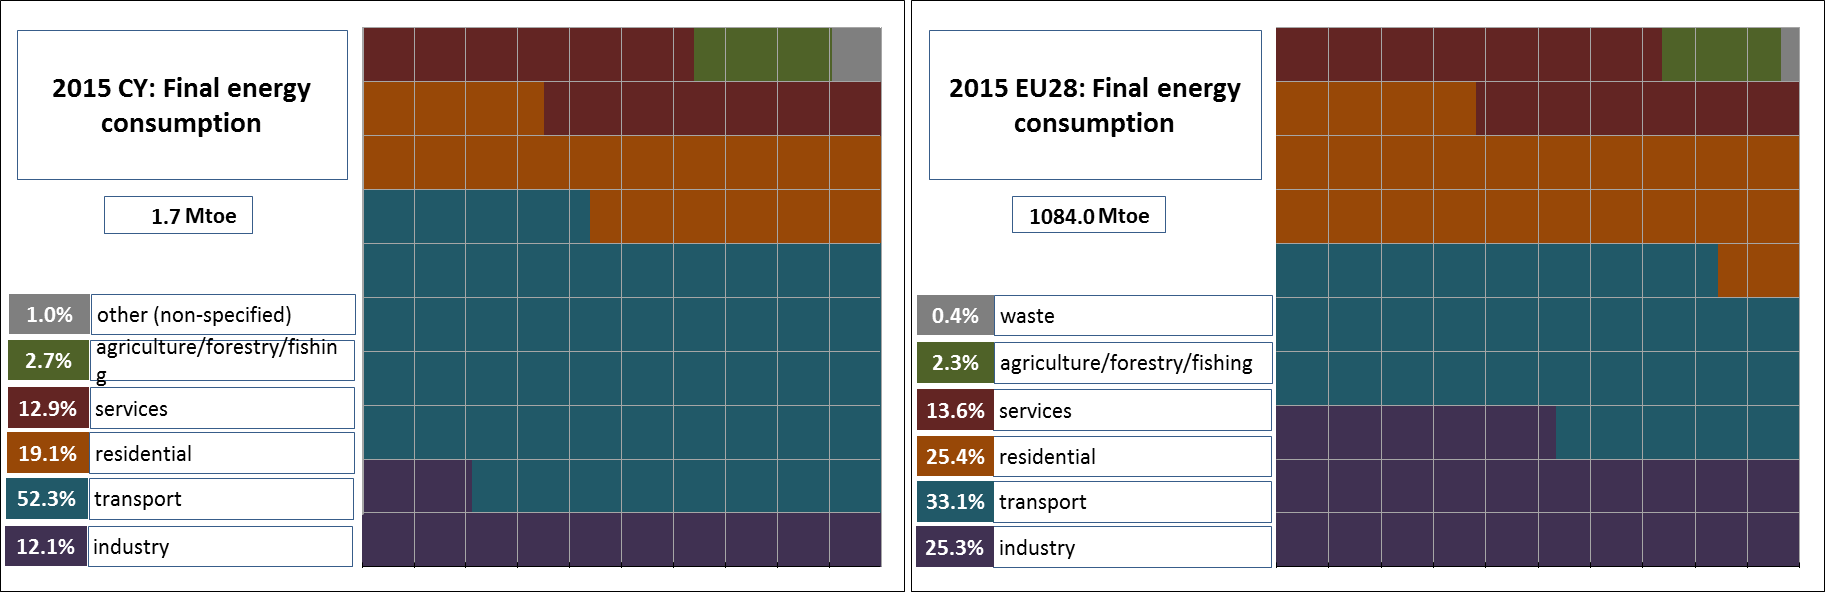 2015 CY: Final energy
consumption
1.7 Mtoe
1.0% other (non-specified)
2.7% agriculture/forestry/fishin
g
12.9% services
19.1% residential
52.3% transport
12.1% industry
2015 EU28: Final energy
consumption
1084.0 Mtoe
0.4% waste
2.3% agriculture/forestry/fishing
13.6% services
25.4% residential
33.1% transport
25.3% industry